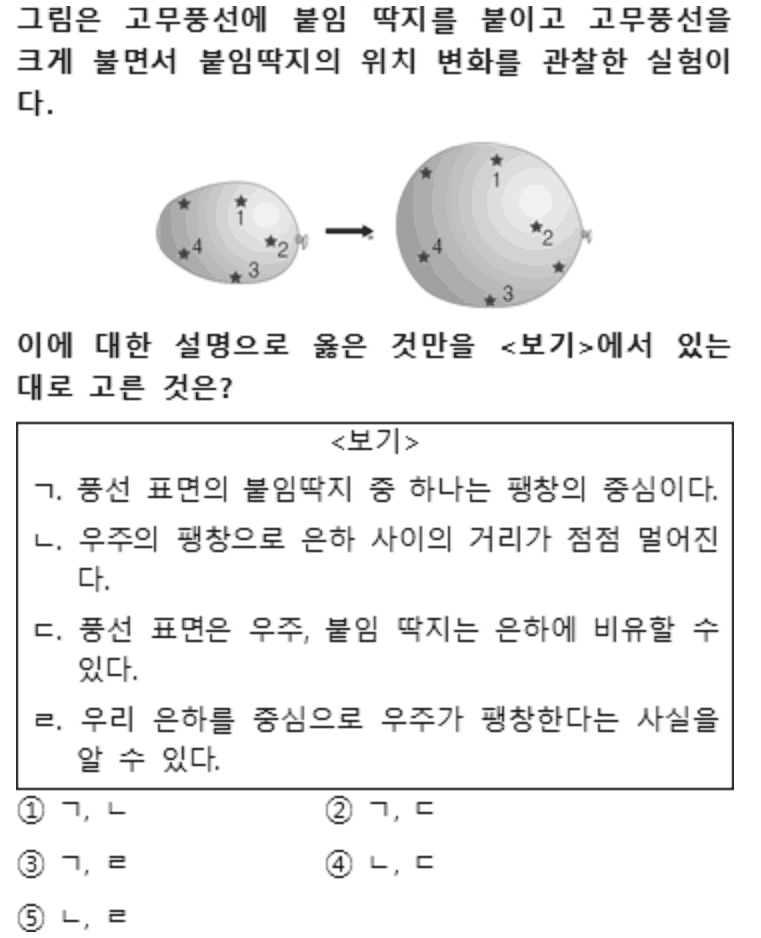 그림은 고무풍선에 붙임 딱지를 붙이고 고무풍선을
크게 불면서 붙임딱지의 위치 변화를 관찰한 실험이
다.
1
4
2
3
1
2
4
3
이에 대한 설명으로 옳은 것만을 <보기>에서 있는
대로 고른 것은?
<보기>
ㄱ. 풍선 표면의 붙임딱지 중 하나는 팽창의 중심이다.
ㄴ. 우주의 팽창으로 은하 사이의 거리가 점점 멀어진
다.
ㄷ. 풍선 표면은 우주, 붙임 딱지는 은하에 비유할 수
있다.
ㄹ. 우리 은하를 중심으로 우주가 팽창한다는 사실을
알 수 있다.
① ㄱ, ㄴ ② ㄱ, ㄷ
③ ㄱ, ㄹ ④ ㄴ, ㄷ
⑤ ㄴ, ㄹ